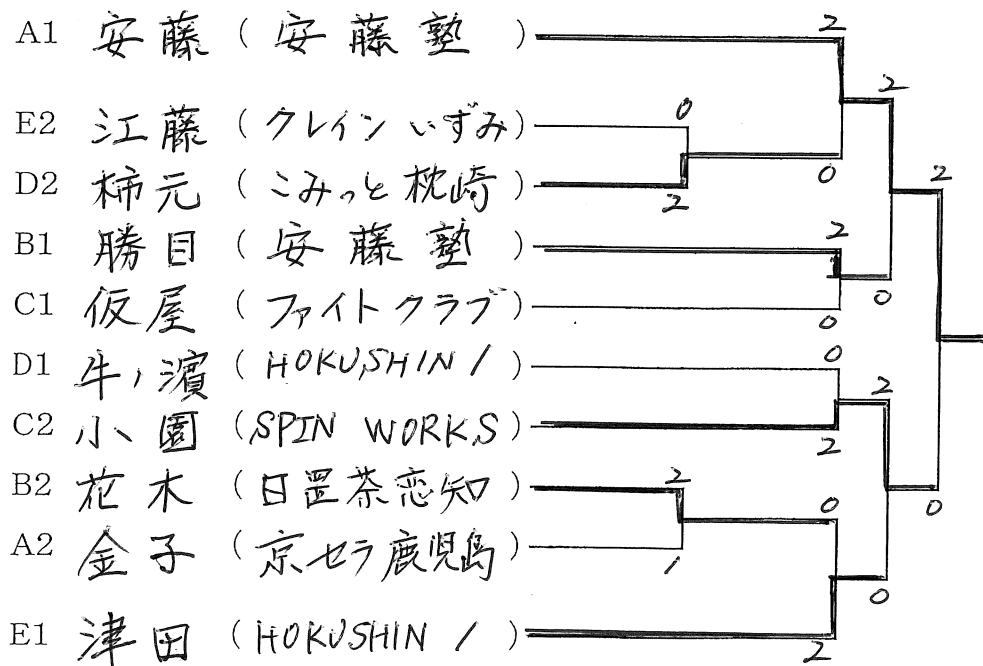 A1 安藤 (安藤塾) 2
2
E2 江藤 (クレインいずみ) 0
D2 柿元 (こみっと枕崎) 2 0
2
B1 勝目 (安藤塾) 2
C1 仮屋 (ファイトクラブ) 0 0
D1 牛ノ濱 (HOKUSHIN /) 0
2
C2 小園 (SPIN WORKS) 2
B2 花木 (日置茶恋知) 2 0 0
A2 金子 (京セラ鹿児島) 1
0
E1 津田 (HOKUSHIN /) 2